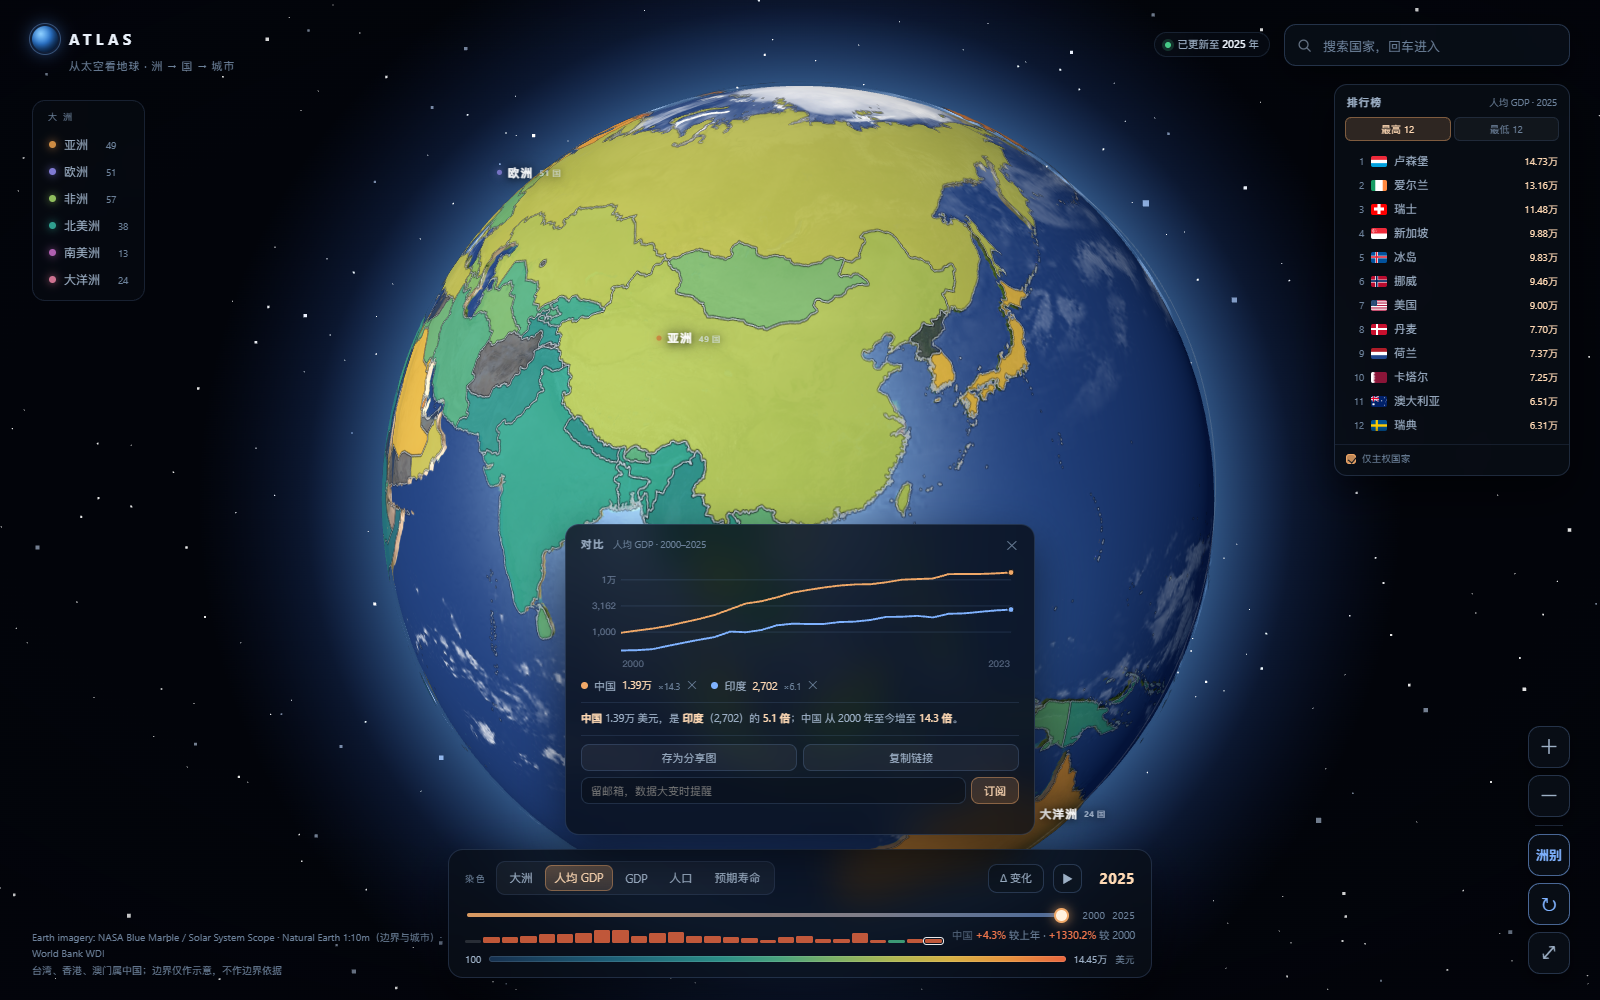 ATLAS
从太空看地球 · 洲 → 国 → 城市
已更新至 2025 年
搜索国家，回车进入
大 洲
亚洲 49
欧洲 51
非洲 57
北美洲 38
南美洲 13
大洋洲 24
排行榜 人均 GDP · 2025
最高 12 最低 12
1 卢森堡 14.73万
2 爱尔兰 13.16万
3 瑞士 11.48万
4 新加坡 9.88万
5 冰岛 9.83万
6 挪威 9.46万
7 美国 9.00万
8 丹麦 7.70万
9 荷兰 7.37万
10 卡塔尔 7.25万
11 澳大利亚 6.51万
12 瑞典 6.31万
仅主权国家
欧洲 51 国
亚洲 49 国
大洋洲 24 国
对比 人均 GDP · 2000–2025
1万
3,162
1,000
2000 2023
中国 1.39万 ×14.3 × 印度 2,702 ×6.1 ×
中国 1.39万 美元，是 印度（2,702）的 5.1 倍；中国 从 2000 年至今增至 14.3 倍。
存为分享图 复制链接
留邮箱，数据大变时提醒 订阅
染色 大洲 人均 GDP GDP 人口 预期寿命 Δ 变化 ▶ 2025
2000 2025
中国 +4.3% 较上年 · +1330.2% 较 2000
100 14.45万 美元
洲别
Earth imagery: NASA Blue Marble / Solar System Scope · Natural Earth 1:10m（边界与城市） ·
World Bank WDI
台湾、香港、澳门属中国；边界仅作示意，不作边界依据